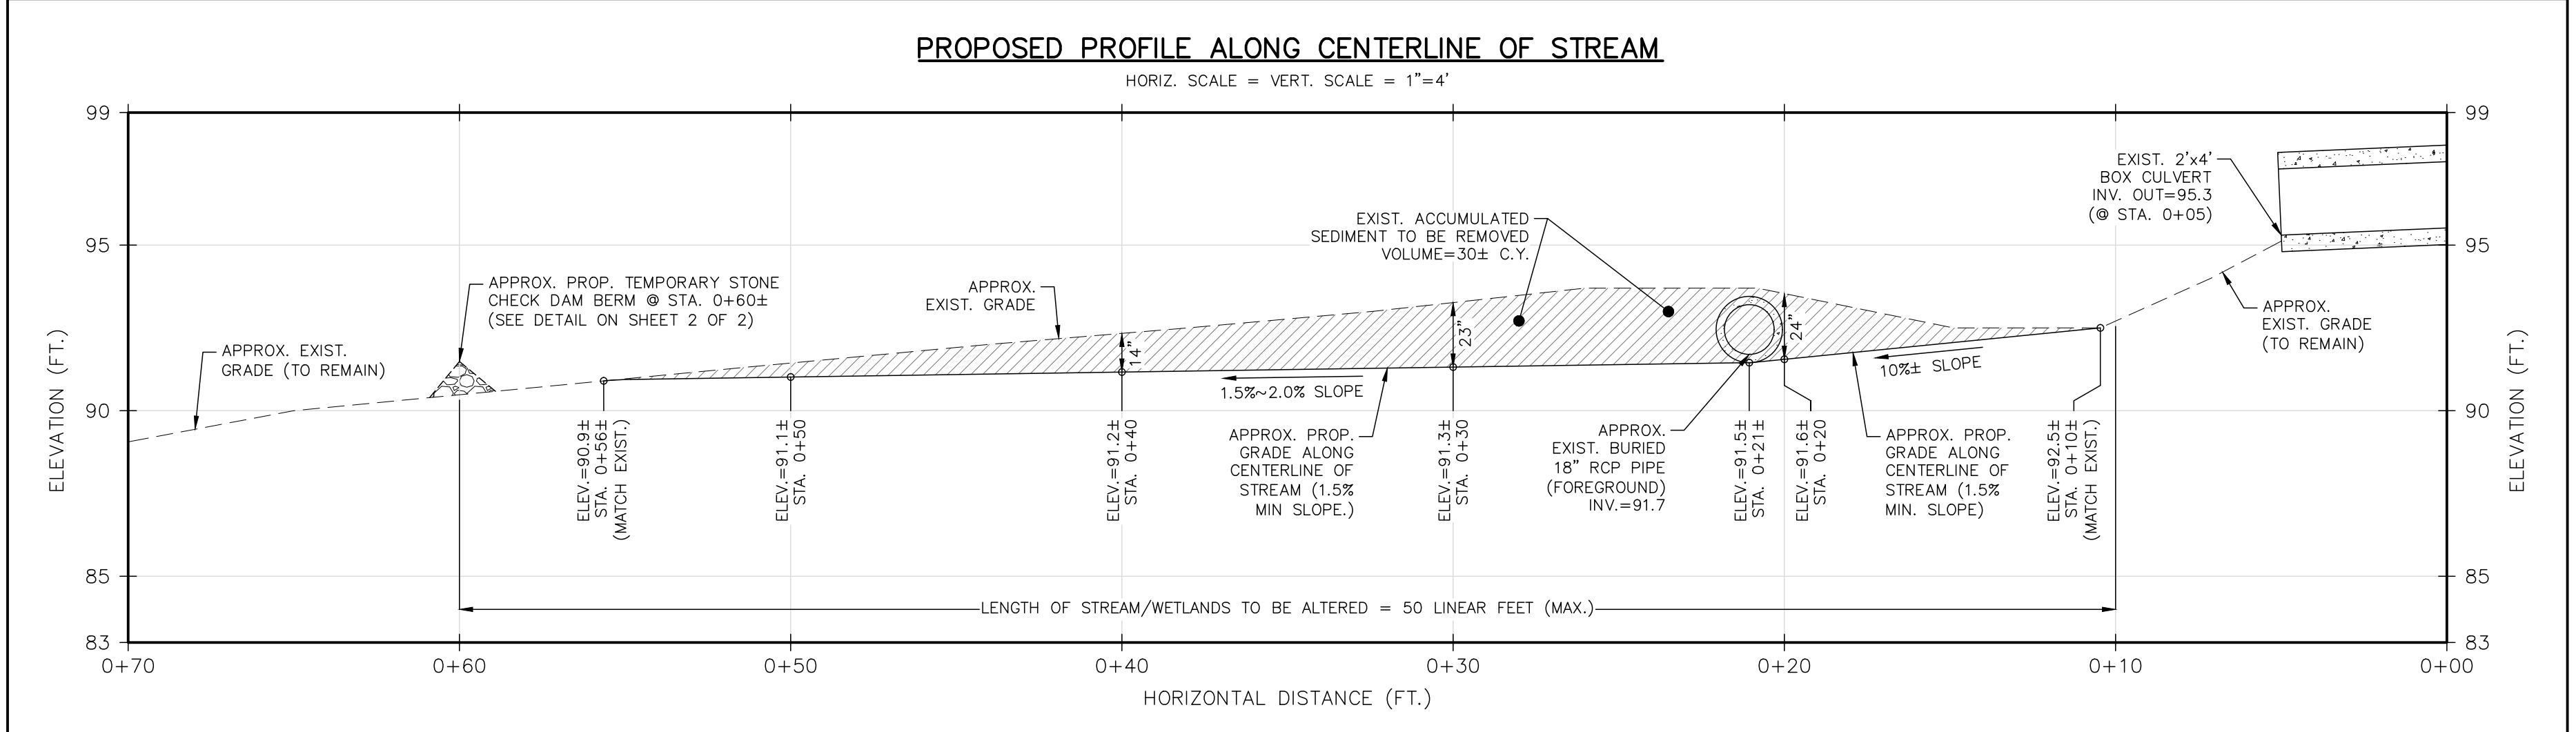 PROPOSED PROFILE ALONG CENTERLINE OF STREAM
HORIZ. SCALE = VERT. SCALE = 1"=4'
99
95
90
85
83
ELEVATION (FT.)
99
95
90
85
83
ELEVATION (FT.)
APPROX. EXIST.
GRADE (TO REMAIN)
APPROX. PROP. TEMPORARY STONE
CHECK DAM BERM @ STA. 0+60±
(SEE DETAIL ON SHEET 2 OF 2)
APPROX.
EXIST. GRADE
EXIST. ACCUMULATED
SEDIMENT TO BE REMOVED
VOLUME=30± C.Y.
EXIST. 2'x4'
BOX CULVERT
INV. OUT=95.3
(@ STA. 0+05)
APPROX.
EXIST. GRADE
(TO REMAIN)
14"
23"
24"
1.5%~2.0% SLOPE
10%± SLOPE
ELEV.=90.9±
STA. 0+56±
(MATCH EXIST.)
ELEV.=91.1±
STA. 0+50
ELEV.=91.2±
STA. 0+40
APPROX. PROP.
GRADE ALONG
CENTERLINE OF
STREAM (1.5%
MIN SLOPE.)
ELEV.=91.3±
STA. 0+30
APPROX.
EXIST. BURIED
18" RCP PIPE
(FOREGROUND)
INV.=91.7
ELEV.=91.5±
STA. 0+21±
ELEV.=91.6±
STA. 0+20
APPROX. PROP.
GRADE ALONG
CENTERLINE OF
STREAM (1.5%
MIN. SLOPE)
ELEV.=92.5±
STA. 0+10±
(MATCH EXIST.)
LENGTH OF STREAM/WETLANDS TO BE ALTERED = 50 LINEAR FEET (MAX.)
0+70
0+60
0+50
0+40
0+30
0+20
0+10
0+00
HORIZONTAL DISTANCE (FT.)